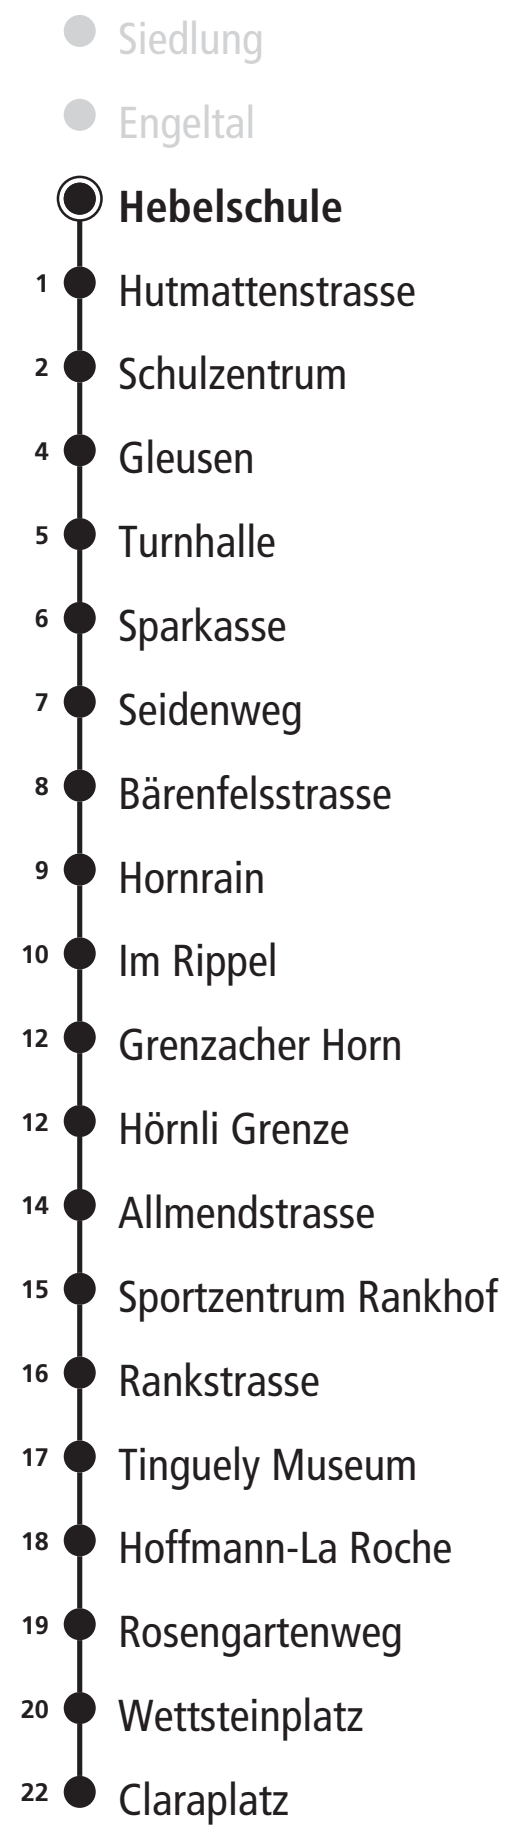 Siedlung
Engeltal
Hebelschule
1 Hutmattenstrasse
2 Schulzentrum
4 Gleusen
5 Turnhalle
6 Sparkasse
7 Seidenweg
8 Bärenfelsstrasse
9 Hornrain
10 Im Rippel
12 Grenzacher Horn
12 Hörnli Grenze
14 Allmendstrasse
15 Sportzentrum Rankhof
16 Rankstrasse
17 Tinguely Museum
18 Hoffmann-La Roche
19 Rosengartenweg
20 Wettsteinplatz
22 Claraplatz